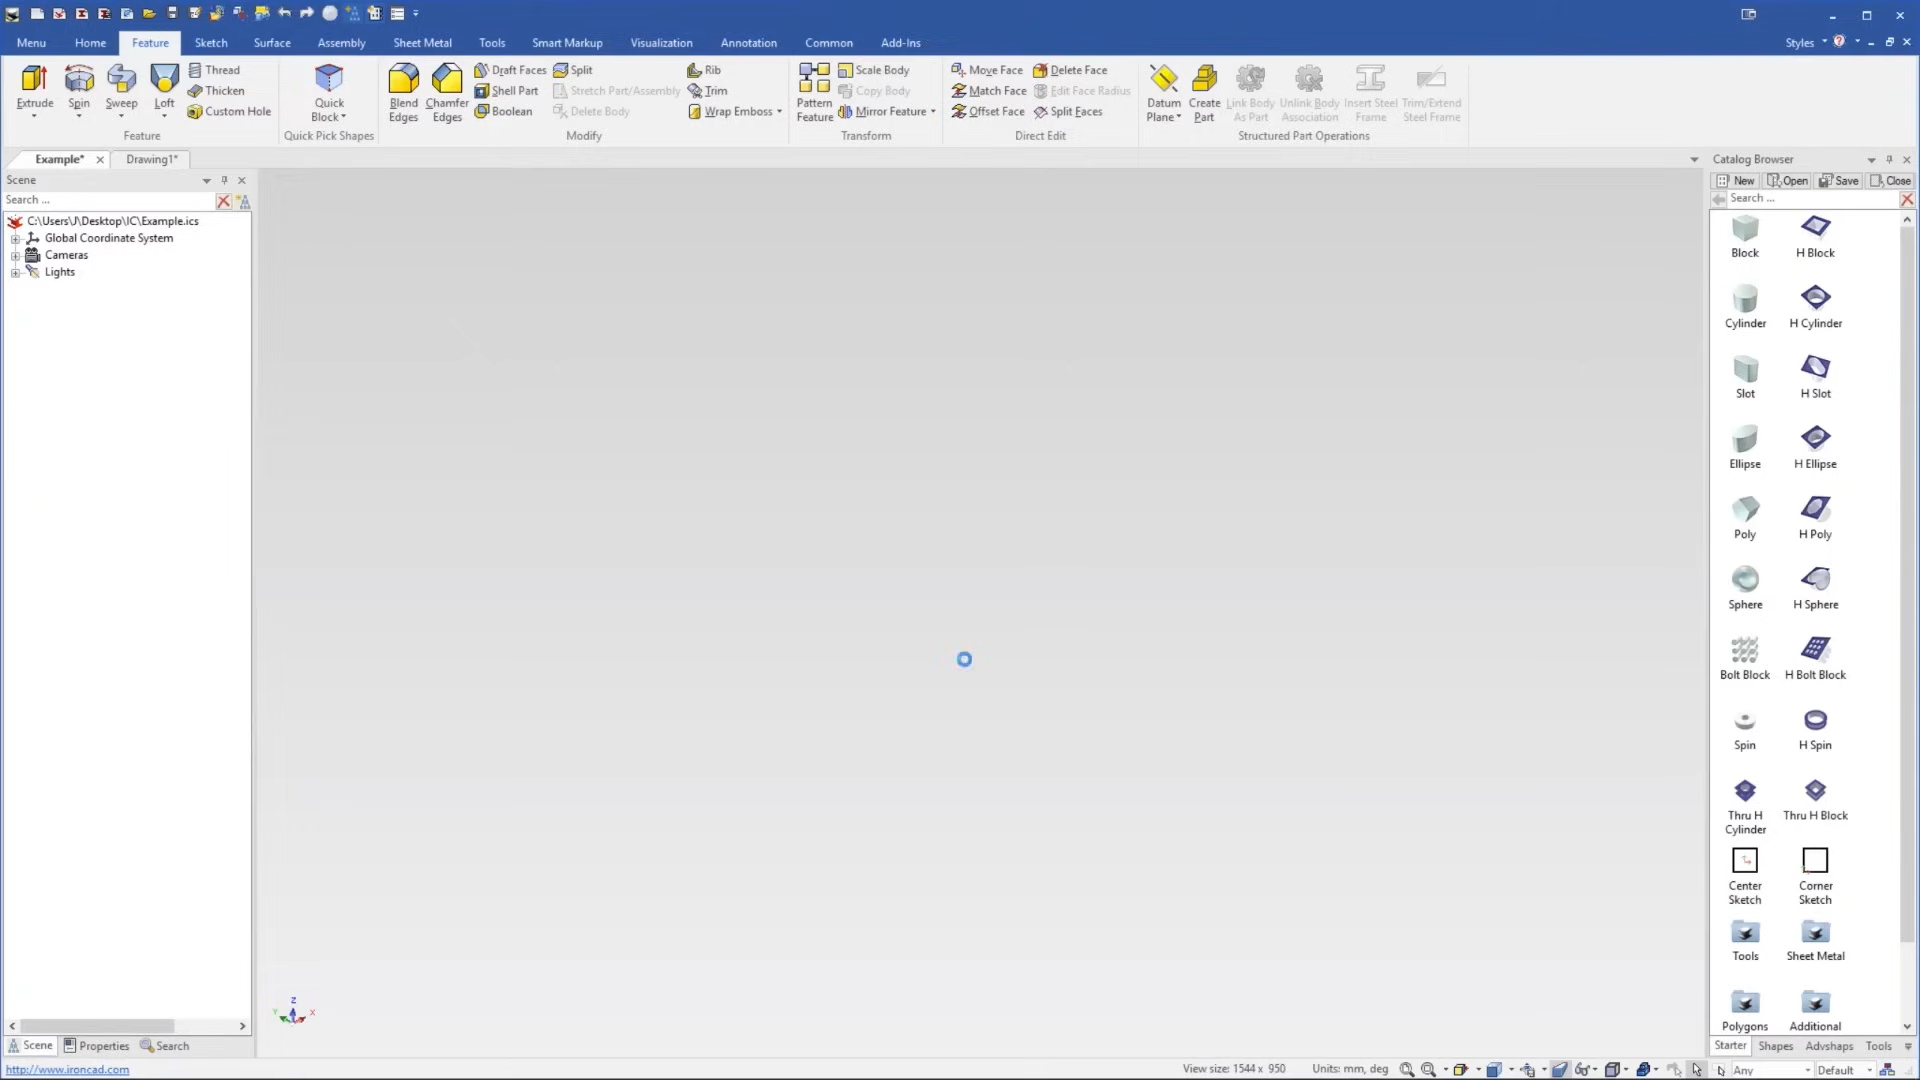 Menu Home Feature Sketch Surface Assembly Sheet Metal Tools Smart Markup Visualization Annotation Common Add-Ins Styles
Extrude Spin Sweep Loft Thread Thicken Custom Hole
Feature
Quick Block
Quick Pick Shapes
Blend Edges Chamfer Edges Draft Faces Shell Part Boolean Split Stretch Part/Assembly Delete Body Rib Trim Wrap Emboss
Modify
Pattern Feature Scale Body Copy Body Mirror Feature
Transform
Move Face Match Face Offset Face Delete Face Edit Face Radius Split Faces
Direct Edit
Datum Plane Create Part Link Body As Part Unlink Body Association Insert Steel Frame Trim/Extend Steel Frame
Structured Part Operations
Example* Drawing1*
Scene
Search ...
C:\Users\J\Desktop\IC\Example.ics
Global Coordinate System
Cameras
Lights
Z
Y X
Scene Properties Search
Catalog Browser
New Open Save Close
Search ...
Block H Block
Cylinder H Cylinder
Slot H Slot
Ellipse H Ellipse
Poly H Poly
Sphere H Sphere
Bolt Block H Bolt Block
Spin H Spin
Thru H Cylinder Thru H Block
Center Sketch Corner Sketch
Tools Sheet Metal
Polygons Additional
Starter Shapes Advshaps Tools
http://www.ironcad.com View size: 1544 x 950 Units: mm, deg Any Default